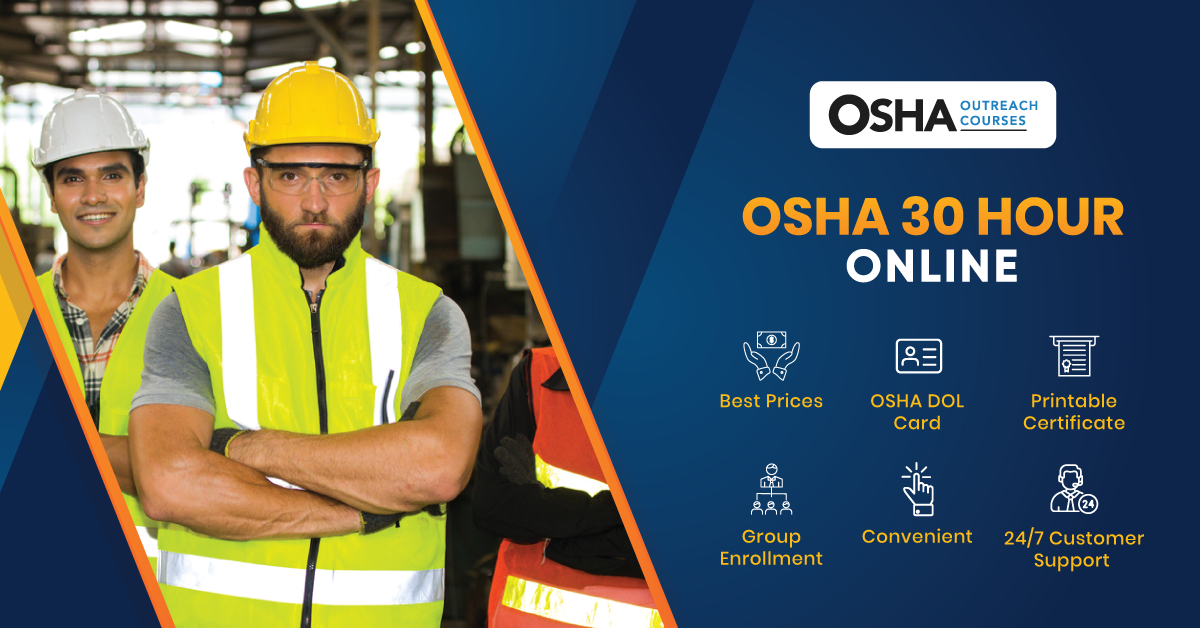 OSHA OUTREACH
COURSES
OSHA 30 HOUR
ONLINE
Best Prices
OSHA DOL
Card
Printable
Certificate
Group
Enrollment
Convenient
24
24/7 Customer
Support